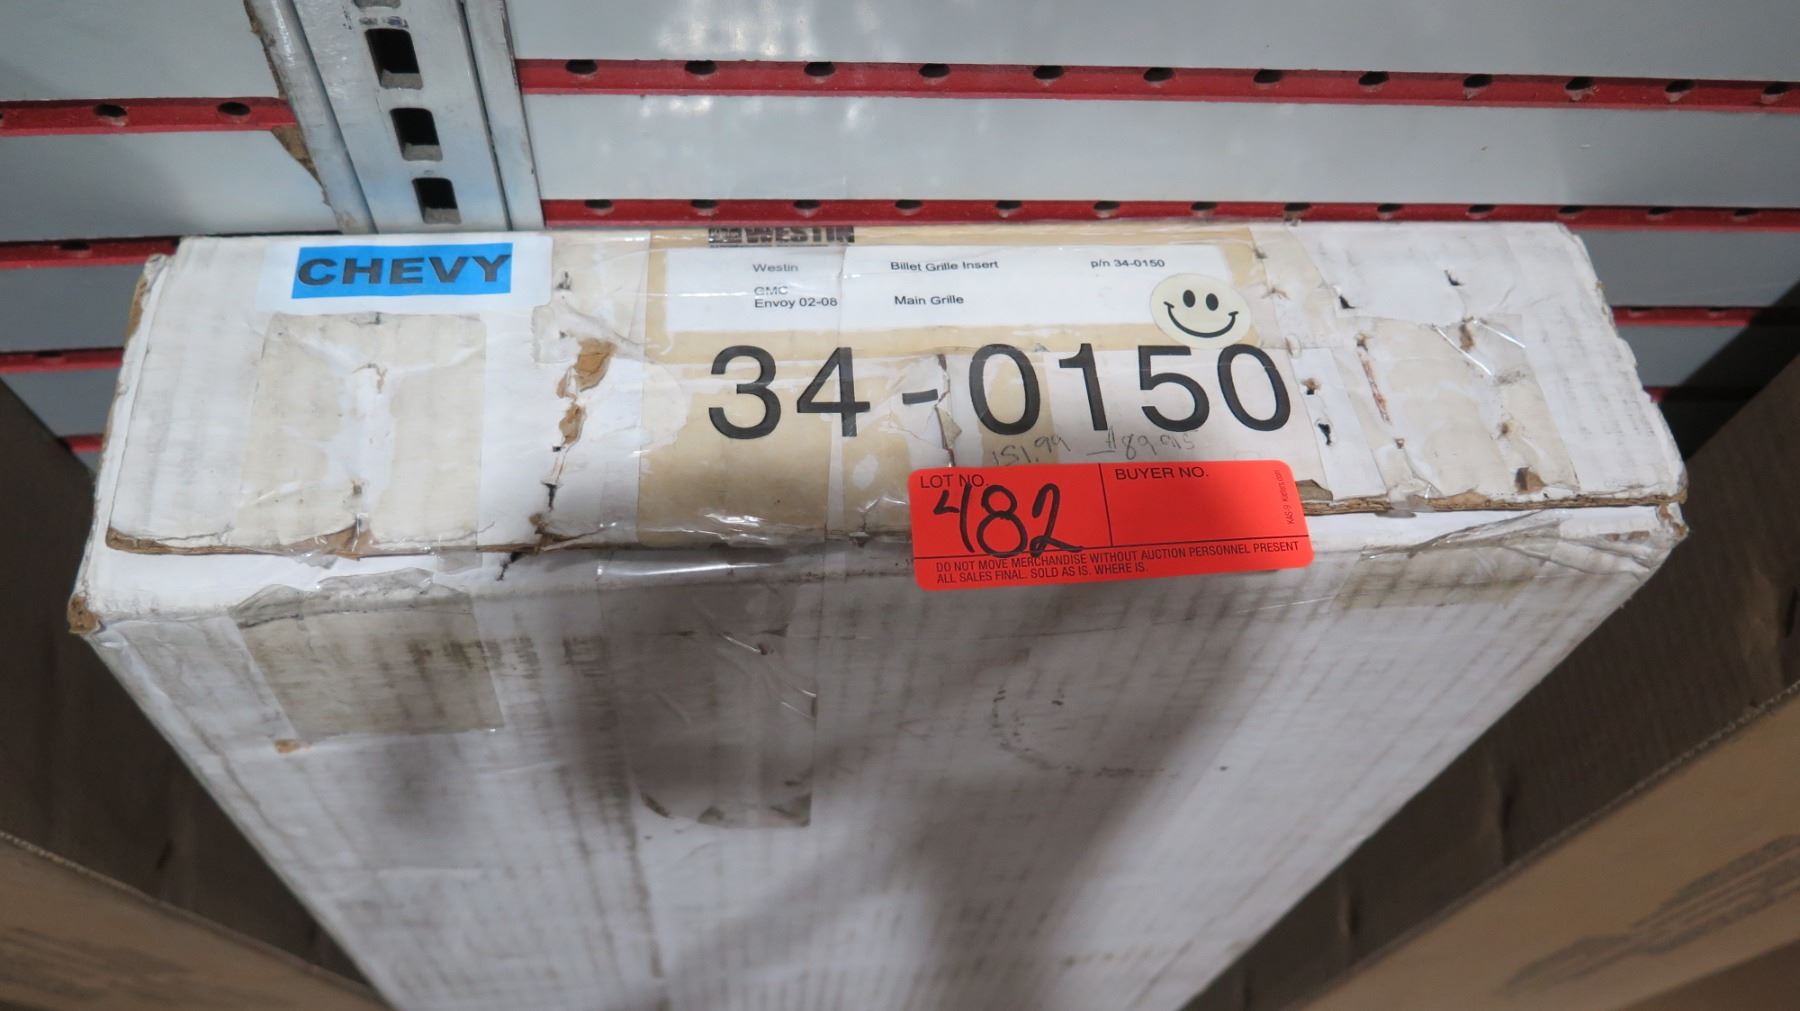 WESTIN
CHEVY
Westin Billet Grille Insert p/n 34-0150
GMC
Envoy 02-08 Main Grille
34-0150
151.99
LOT NO. BUYER NO.
482
DO NOT MOVE MERCHANDISE WITHOUT AUCTION PERSONNEL PRESENT
ALL SALES FINAL. SOLD AS IS. WHERE IS.